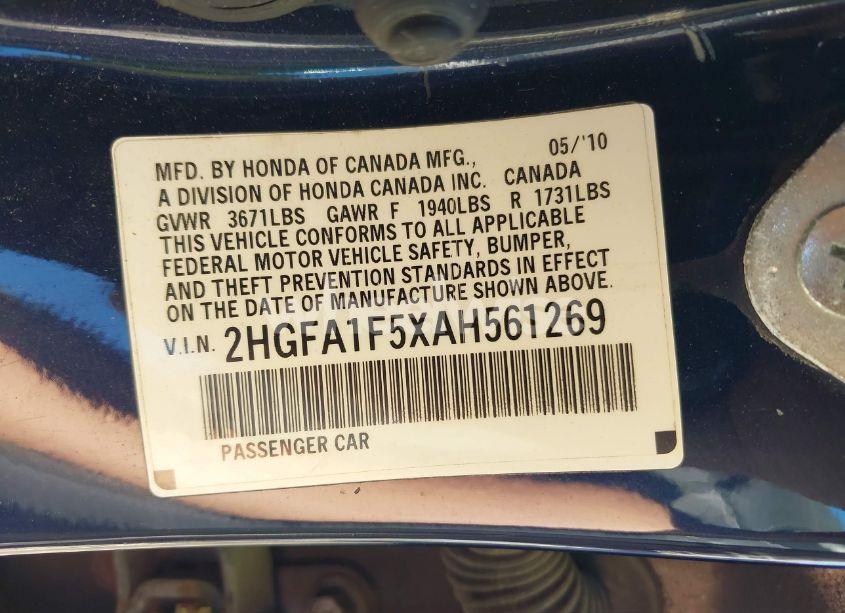 MFD. BY HONDA OF CANADA MFG., 05/'10
A DIVISION OF HONDA CANADA INC. CANADA
GVWR 3671LBS GAWR F 1940LBS R 1731LBS
THIS VEHICLE CONFORMS TO ALL APPLICABLE
FEDERAL MOTOR VEHICLE SAFETY, BUMPER,
AND THEFT PREVENTION STANDARDS IN EFFECT
ON THE DATE OF MANUFACTURE SHOWN ABOVE.
V.I.N. 2HGFA1F5XAH561269
PASSENGER CAR